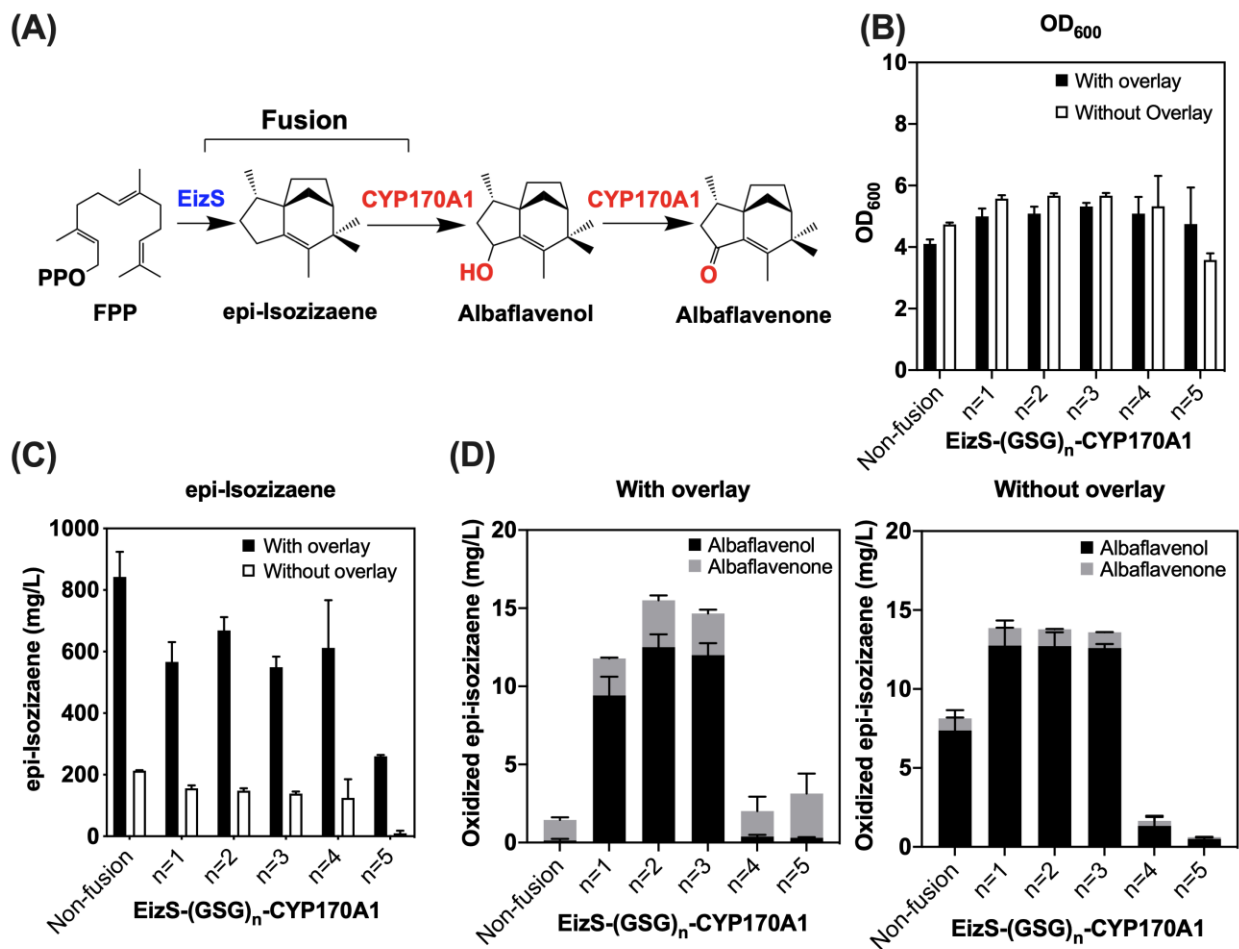 (A)
Fusion
EizS
CYP170A1
CYP170A1
PPO
HO
O
FPP
epi-Isozizaene
Albaflavenol
Albaflavenone
(B)
OD600
With overlay
Without Overlay
OD600
10
8
6
4
2
0
Non-fusion
n=1
n=2
n=3
n=4
n=5
EizS-(GSG)n-CYP170A1
(C)
epi-Isozizaene
With overlay
Without overlay
epi-Isozizaene (mg/L)
1000
800
600
400
200
0
Non-fusion
n=1
n=2
n=3
n=4
n=5
EizS-(GSG)n-CYP170A1
(D)
With overlay
Albaflavenol
Albaflavenone
Oxidized epi-isozizaene (mg/L)
20
15
10
5
0
Non-fusion
n=1
n=2
n=3
n=4
n=5
EizS-(GSG)n-CYP170A1
Without overlay
Albaflavenol
Albaflavenone
Oxidized epi-isozizaene (mg/L)
20
15
10
5
0
Non-fusion
n=1
n=2
n=3
n=4
n=5
EizS-(GSG)n-CYP170A1